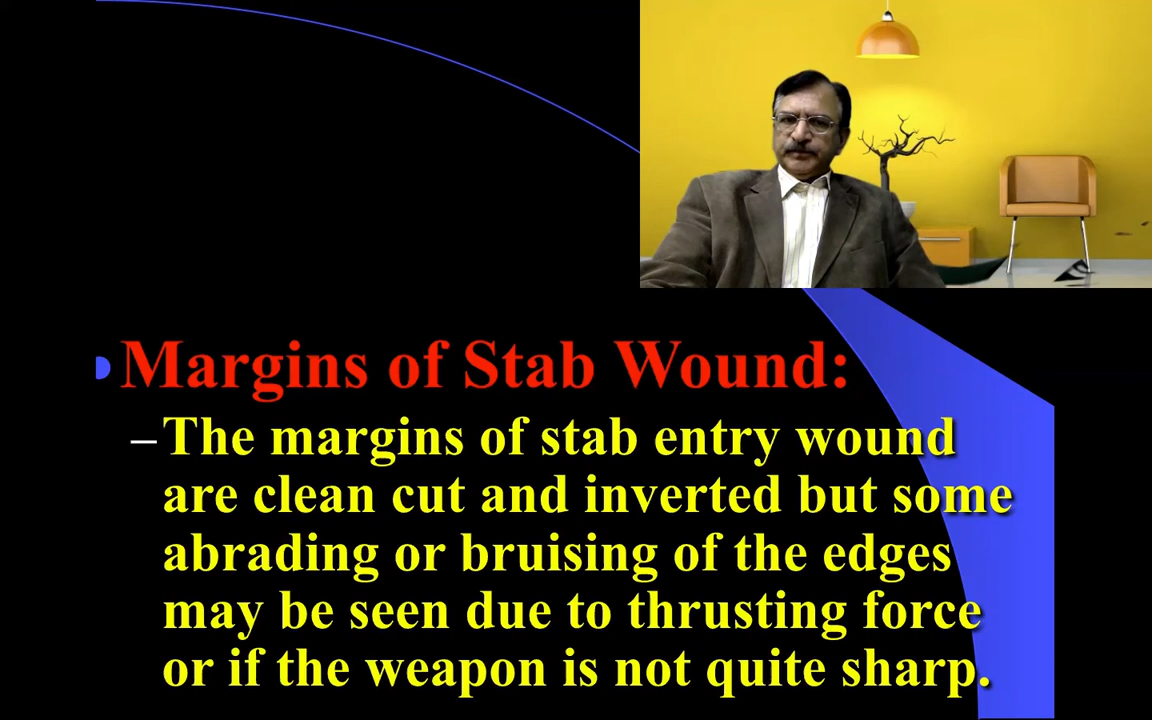 Margins of Stab Wound:
–The margins of stab entry wound
are clean cut and inverted but some
abrading or bruising of the edges
may be seen due to thrusting force
or if the weapon is not quite sharp.